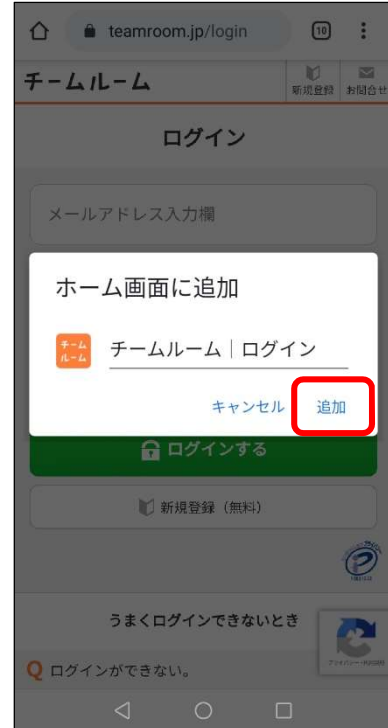 teamroom.jp/login
10
チームルーム
新規登録
お問合せ
ログイン
メールアドレス入力欄
ホーム画面に追加
チーム
ルーム
チームルーム｜ログイン
キャンセル
追加
ログインする
新規登録（無料）
うまくログインできないとき
Q ログインができない。